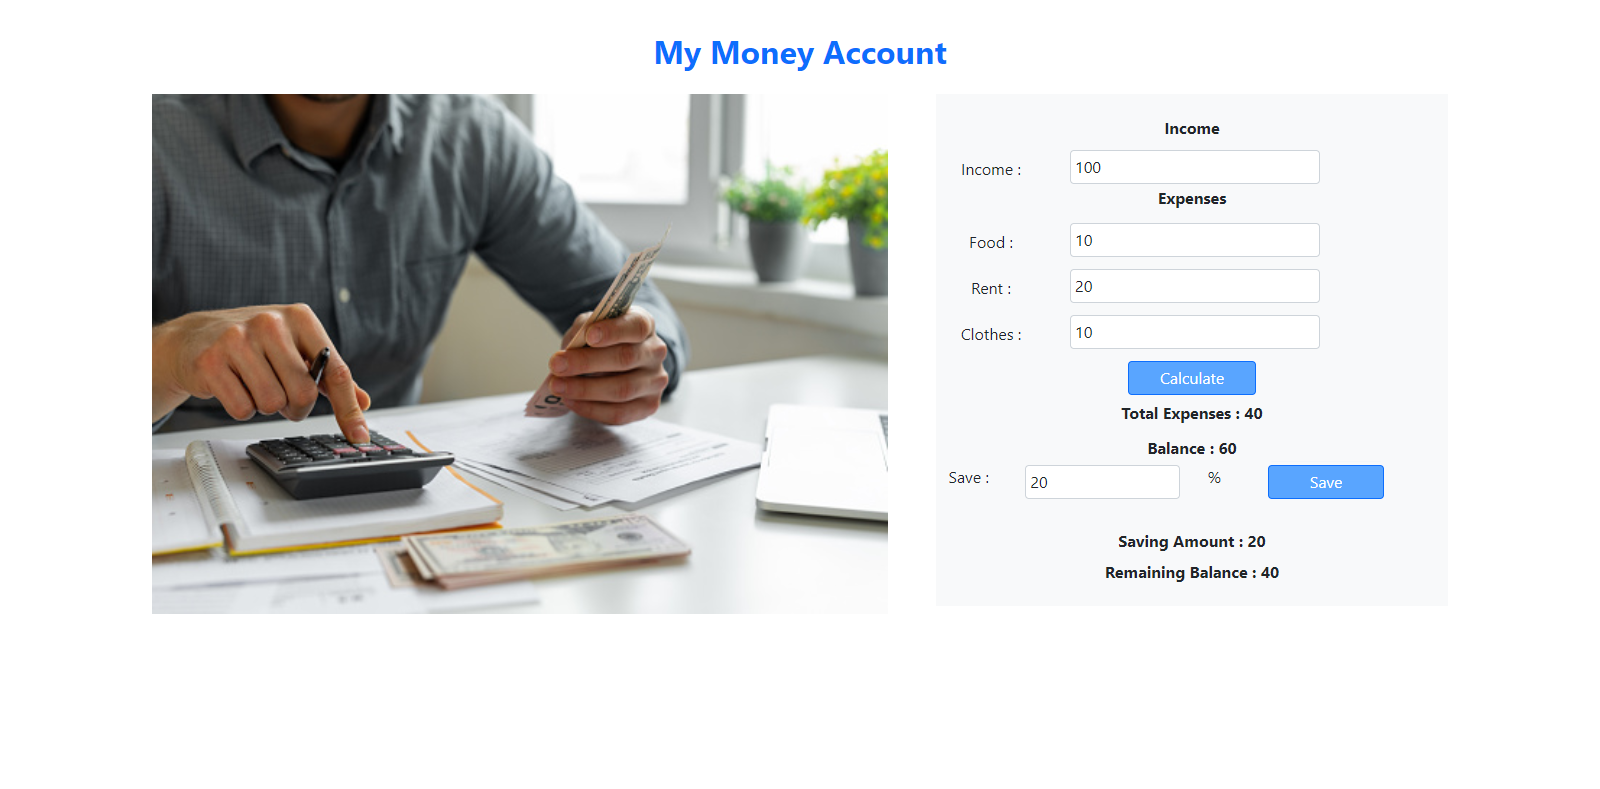 My Money Account
Income
Income : 100
Expenses
Food : 10
Rent : 20
Clothes : 10
Calculate
Total Expenses : 40
Balance : 60
Save : 20 % Save
Saving Amount : 20
Remaining Balance : 40